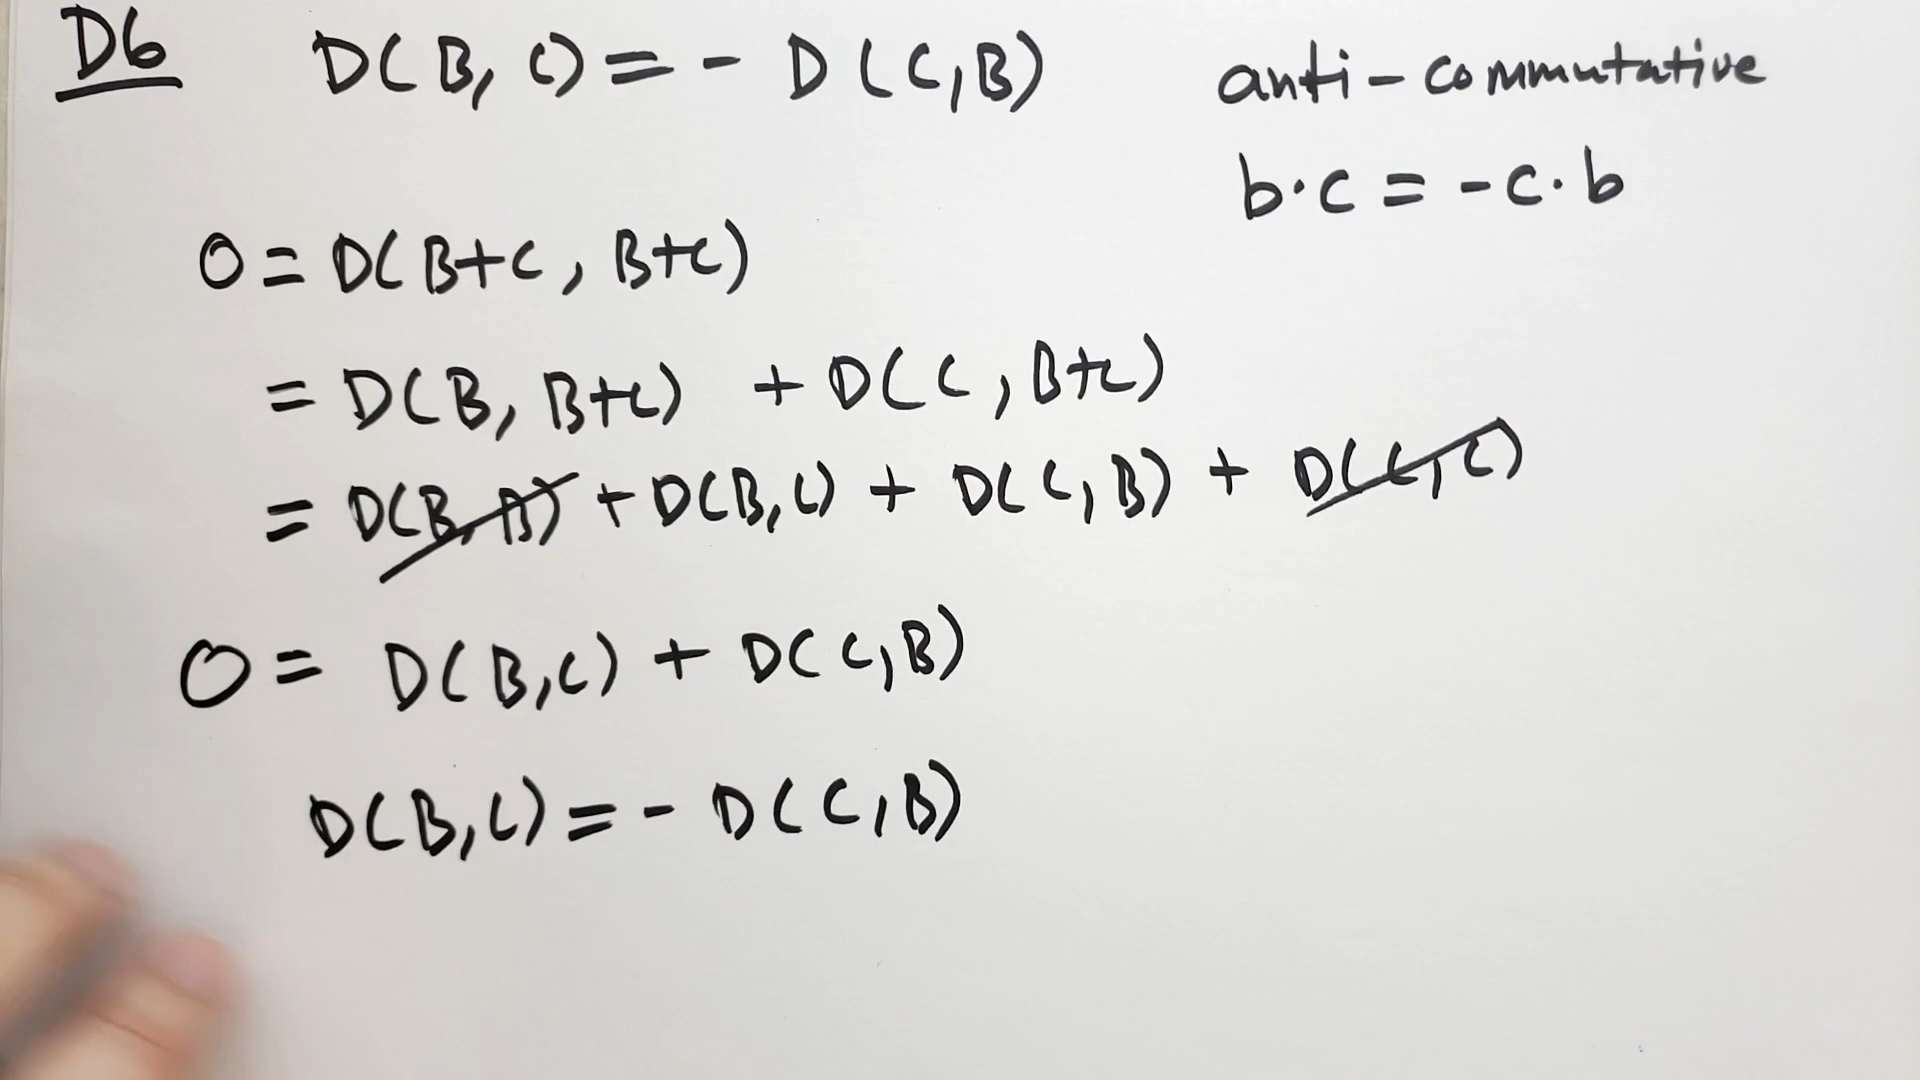 D6 D(B,C) = - D(C,B) anti-commutative
b·c = -c·b
0 = D(B+C, B+C)
= D(B, B+C) + D(C, B+C)
= D(B,B) + D(B,C) + D(C,B) + D(C,C)
0 = D(B,C) + D(C,B)
D(B,C) = - D(C,B)